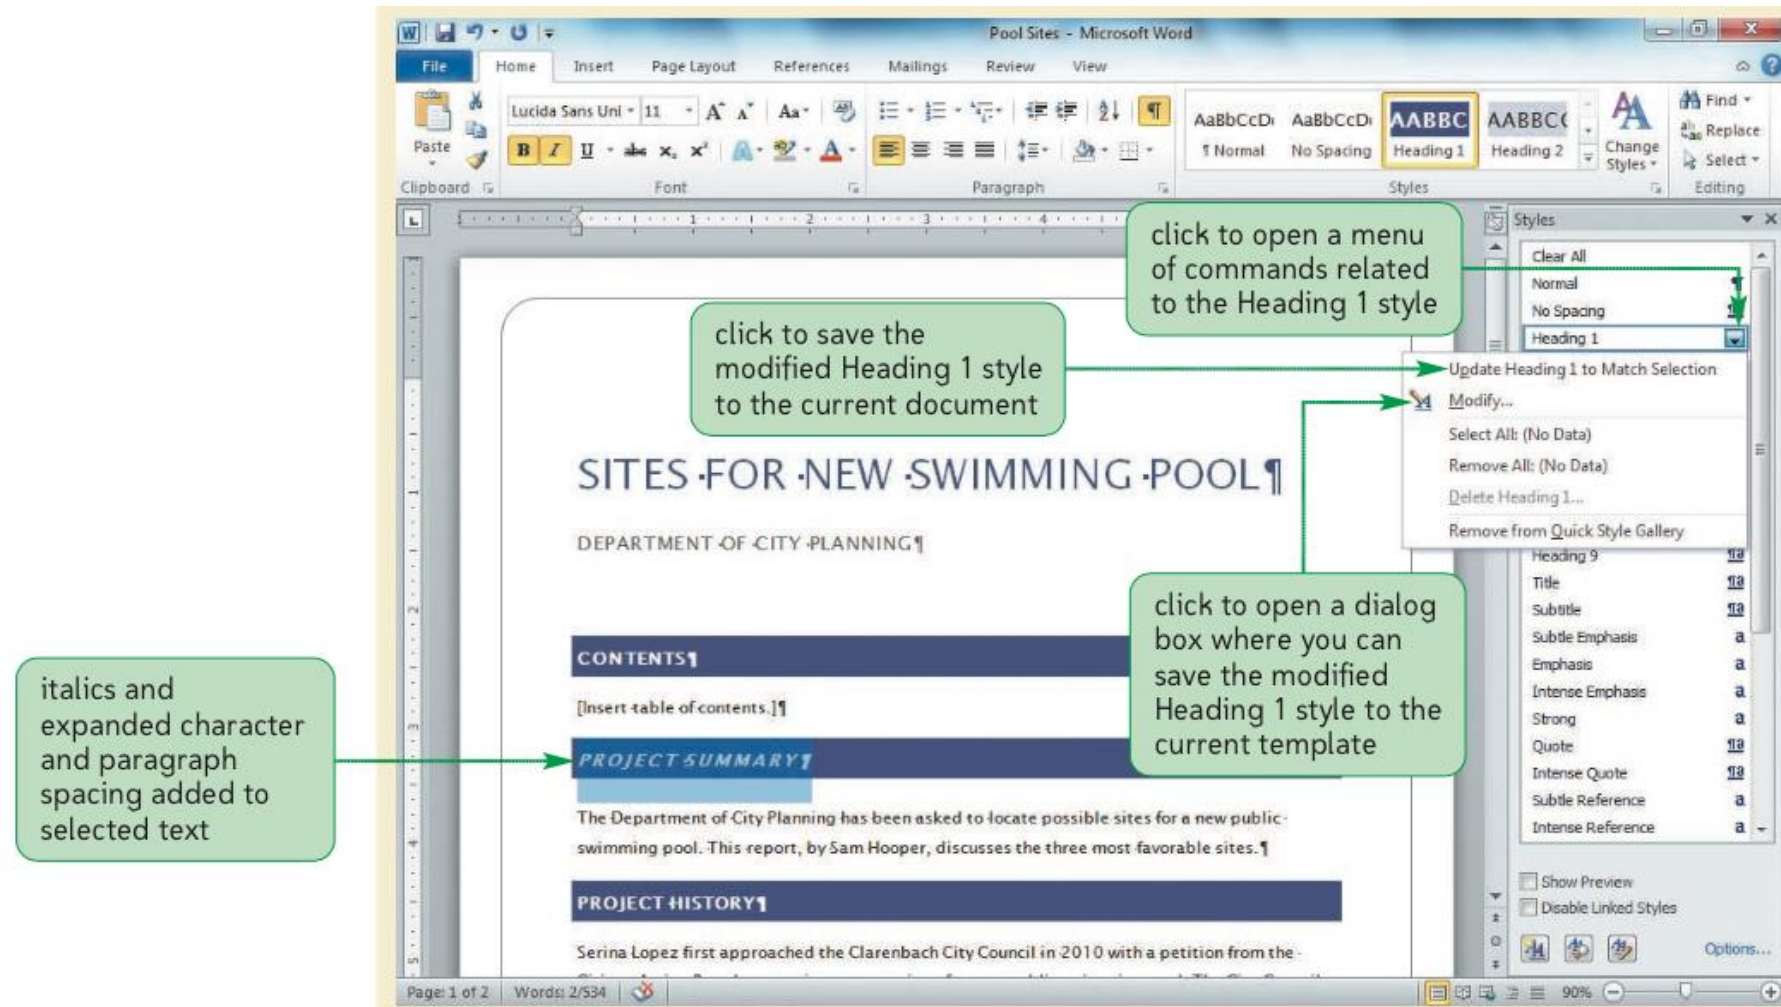 Pool Sites - Microsoft Word
File Home Insert Page Layout References Mailings Review View
Lucida Sans Uni 11 Aa
AaBbCcDı AaBbCcDı AABBC AABBC
Find
Replace
Select
Paste
B I U abc x₂ x² A
¶ Normal No Spacing Heading 1 Heading 2
Change
Styles
Clipboard Font Paragraph Styles Editing
1 1 2 3 4
click to open a menu
of commands related
to the Heading 1 style
click to save the
modified Heading 1 style
to the current document
SITES·FOR·NEW·SWIMMING·POOL¶
DEPARTMENT·OF·CITY·PLANNING¶
CONTENTS¶
[Insert·table·of·contents.]¶
PROJECT·SUMMARY¶
The·Department·of·City·Planning·has·been·asked·to·locate·possible·sites·for·a·new·public·
swimming·pool.·This·report,·by·Sam·Hooper,·discusses·the·three·most·favorable·sites.¶
PROJECT·HISTORY¶
Serina·Lopez·first·approached·the·Clarenbach·City·Council·in·2010·with·a·petition·from·the·
italics and
expanded character
and paragraph
spacing added to
selected text
click to open a dialog
box where you can
save the modified
Heading 1 style to the
current template
Styles
Clear All
Normal
No Spacing
Heading 1
Update Heading 1 to Match Selection
Modify...
Select All: (No Data)
Remove All: (No Data)
Delete Heading 1...
Remove from Quick Style Gallery
Heading 9 ¶a
Title ¶a
Subtitle ¶a
Subtle Emphasis a
Emphasis a
Intense Emphasis a
Strong a
Quote ¶a
Intense Quote ¶a
Subtle Reference a
Intense Reference a
Show Preview
Disable Linked Styles
Options...
Page: 1 of 2 Words: 2/534 90%